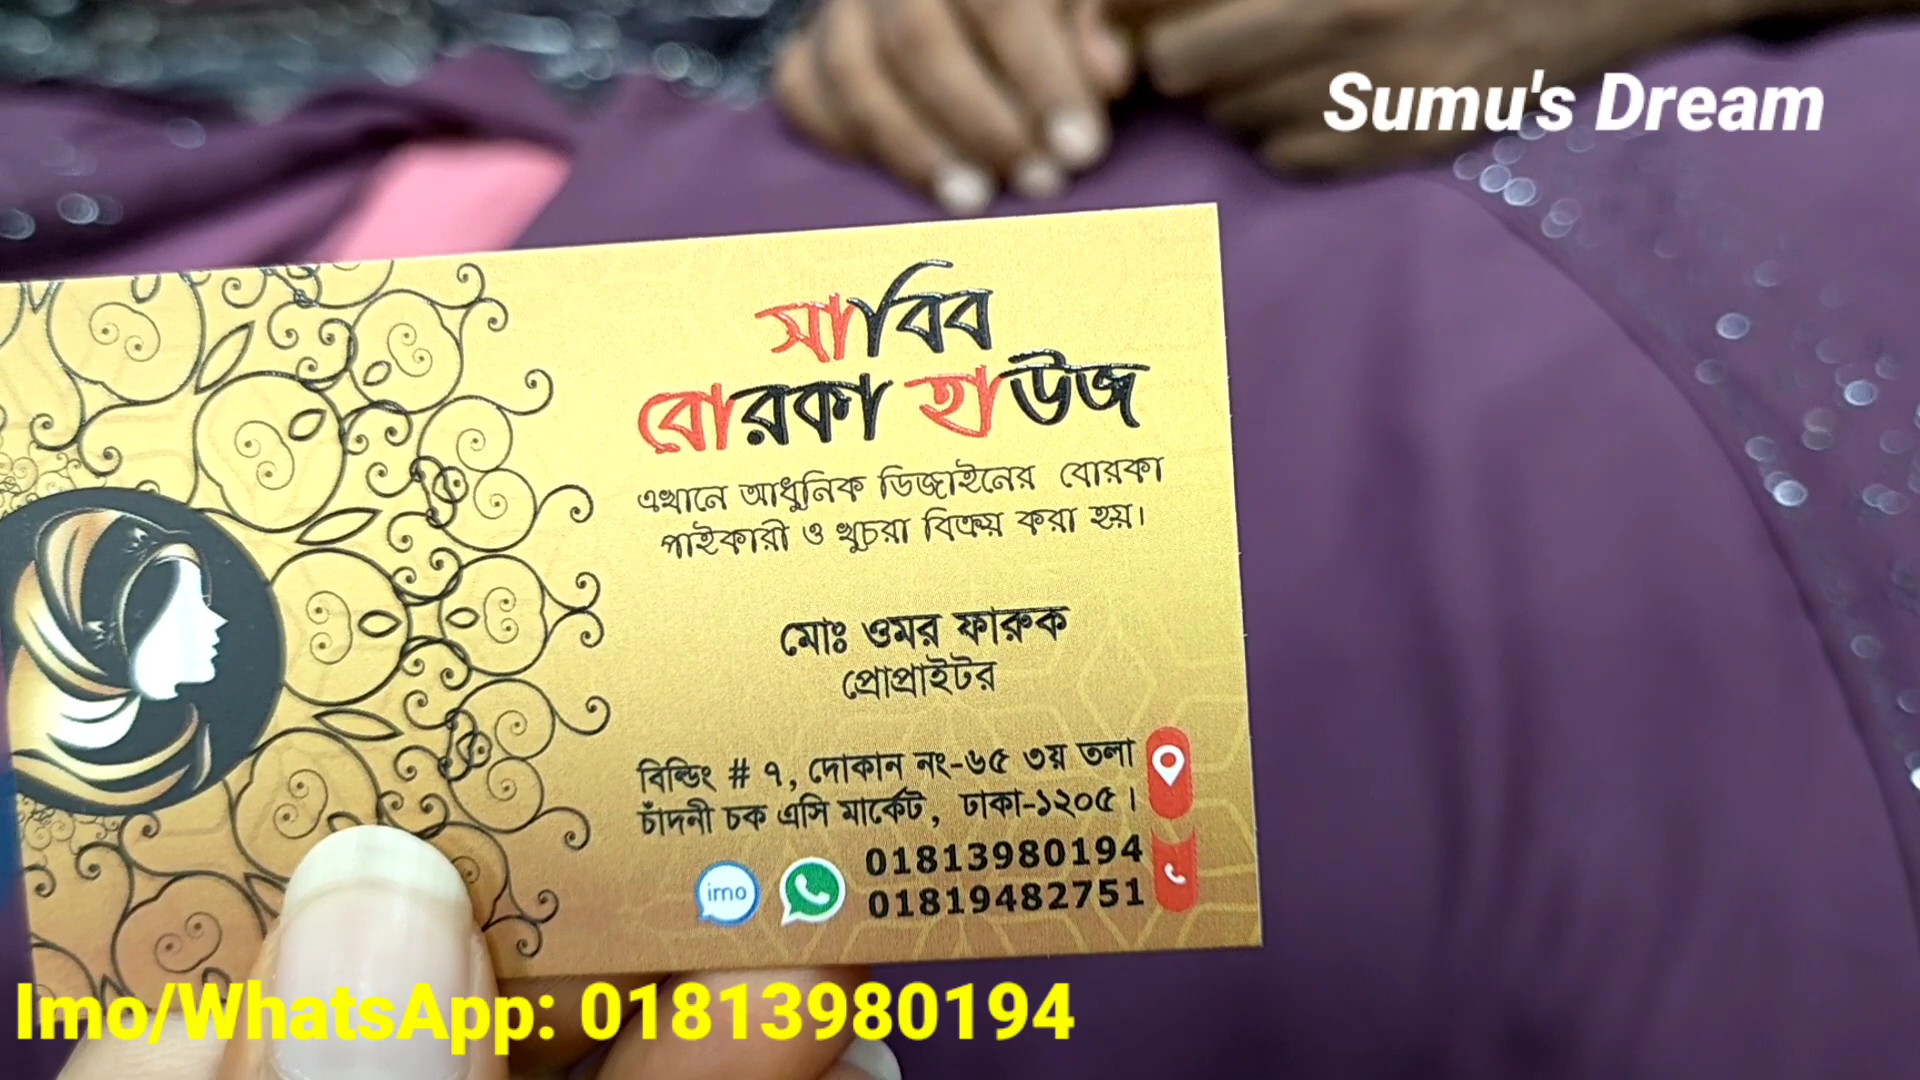 Sumu's Dream
সাবিব
বোরকা হাউজ
এখানে আধুনিক ডিজাইনের বোরকা
পাইকারী ও খুচরা বিক্রয় করা হয়।
মোঃ ওমর ফারুক
প্রোপ্রাইটর
বিল্ডিং # ৭, দোকান নং-৬৫ ৩য় তলা
চাঁদনী চক এসি মার্কেট, ঢাকা-১২০৫।
imo
01813980194
01819482751
Imo/WhatsApp: 01813980194